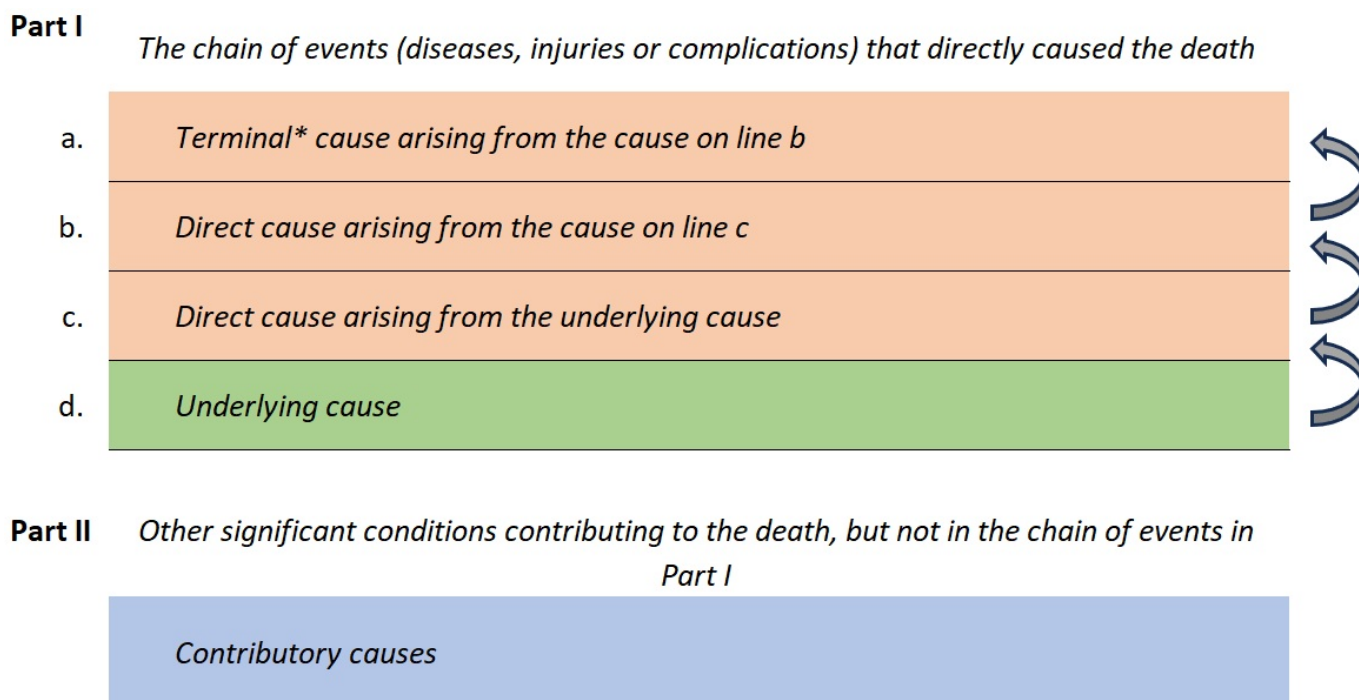 Part I
The chain of events (diseases, injuries or complications) that directly caused the death
a. Terminal* cause arising from the cause on line b
b. Direct cause arising from the cause on line c
c. Direct cause arising from the underlying cause
d. Underlying cause
Part II Other significant conditions contributing to the death, but not in the chain of events in
Part I
Contributory causes